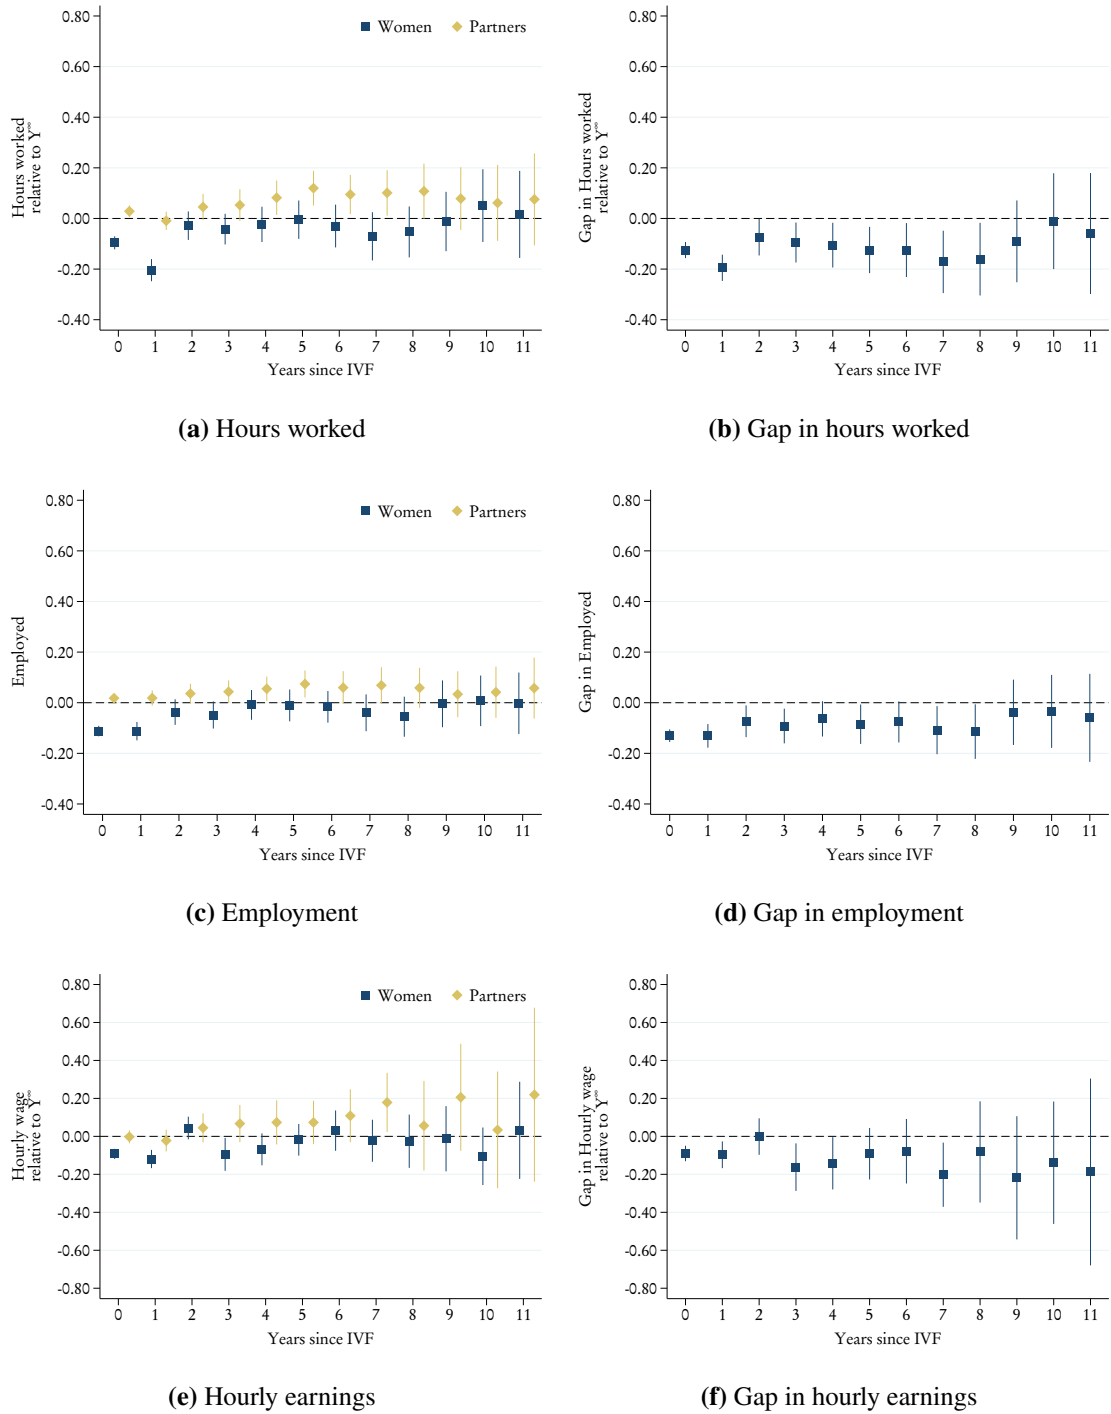 Women Partners
Hours worked
relative to Y∞
0.80
0.60
0.40
0.20
0.00
-0.20
-0.40
0 1 2 3 4 5 6 7 8 9 10 11
Years since IVF
(a) Hours worked
Gap in Hours worked
relative to Y∞
0.80
0.60
0.40
0.20
0.00
-0.20
-0.40
0 1 2 3 4 5 6 7 8 9 10 11
Years since IVF
(b) Gap in hours worked
Women Partners
Employed
0.80
0.60
0.40
0.20
0.00
-0.20
-0.40
0 1 2 3 4 5 6 7 8 9 10 11
Years since IVF
(c) Employment
Gap in Employed
0.80
0.60
0.40
0.20
0.00
-0.20
-0.40
0 1 2 3 4 5 6 7 8 9 10 11
Years since IVF
(d) Gap in employment
Women Partners
Hourly wage
relative to Y∞
0.80
0.60
0.40
0.20
0.00
-0.20
-0.40
-0.60
-0.80
0 1 2 3 4 5 6 7 8 9 10 11
Years since IVF
(e) Hourly earnings
Gap in Hourly wage
relative to Y∞
0.80
0.60
0.40
0.20
0.00
-0.20
-0.40
-0.60
-0.80
0 1 2 3 4 5 6 7 8 9 10 11
Years since IVF
(f) Gap in hourly earnings